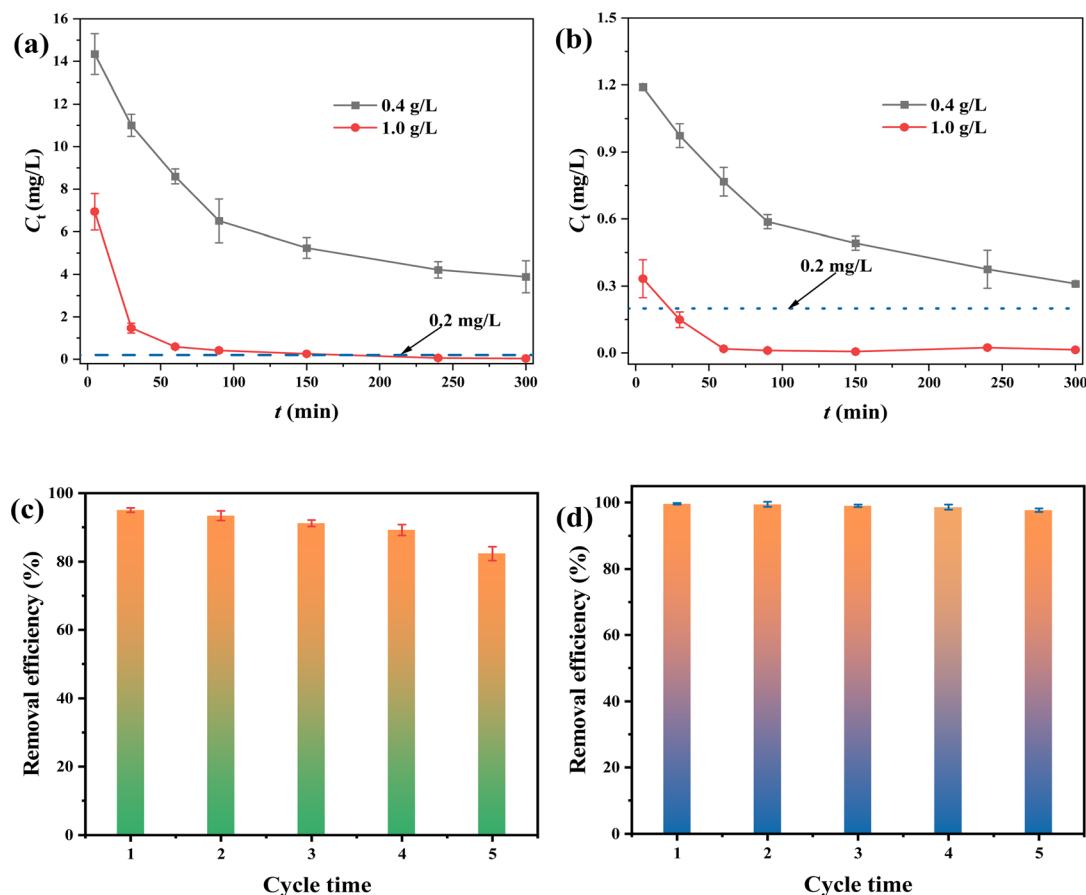 (a)
16
14
12
10
8
6
4
2
0
0.4 g/L
1.0 g/L
0.2 mg/L
Ct (mg/L)
0 50 100 150 200 250 300
t (min)
(b)
1.5
1.2
0.9
0.6
0.3
0.0
0.4 g/L
1.0 g/L
0.2 mg/L
Ct (mg/L)
0 50 100 150 200 250 300
t (min)
(c)
100
80
60
40
20
0
Removal efficiency (%)
1 2 3 4 5
Cycle time
(d)
100
80
60
40
20
0
Removal efficiency (%)
1 2 3 4 5
Cycle time